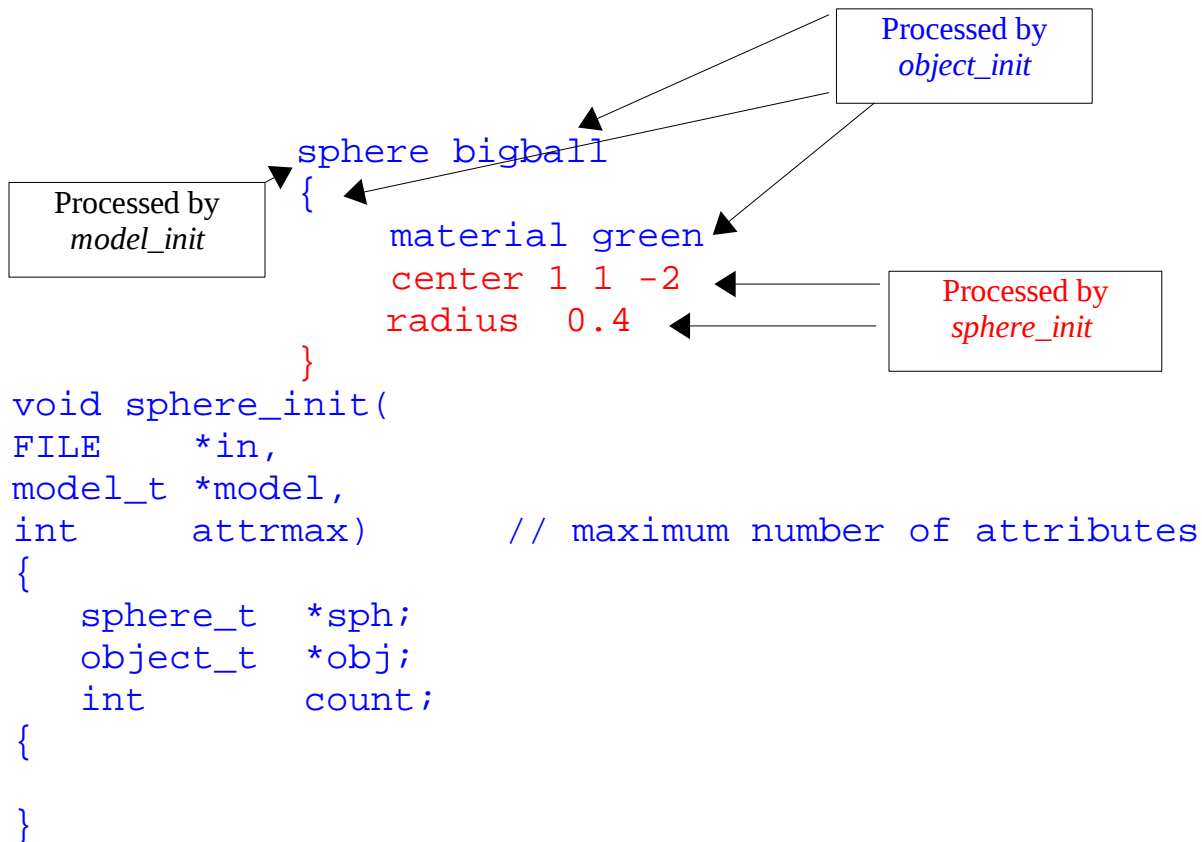 Processed by
object_init
sphere bigball
{
Processed by
model_init
material green
center 1 1 -2
radius  0.4
Processed by
sphere_init
}
void sphere_init(
FILE     *in,
model_t *model,
int      attrmax)       // maximum number of attributes
{
   sphere_t  *sph;
   object_t  *obj;
   int        count;
{
}